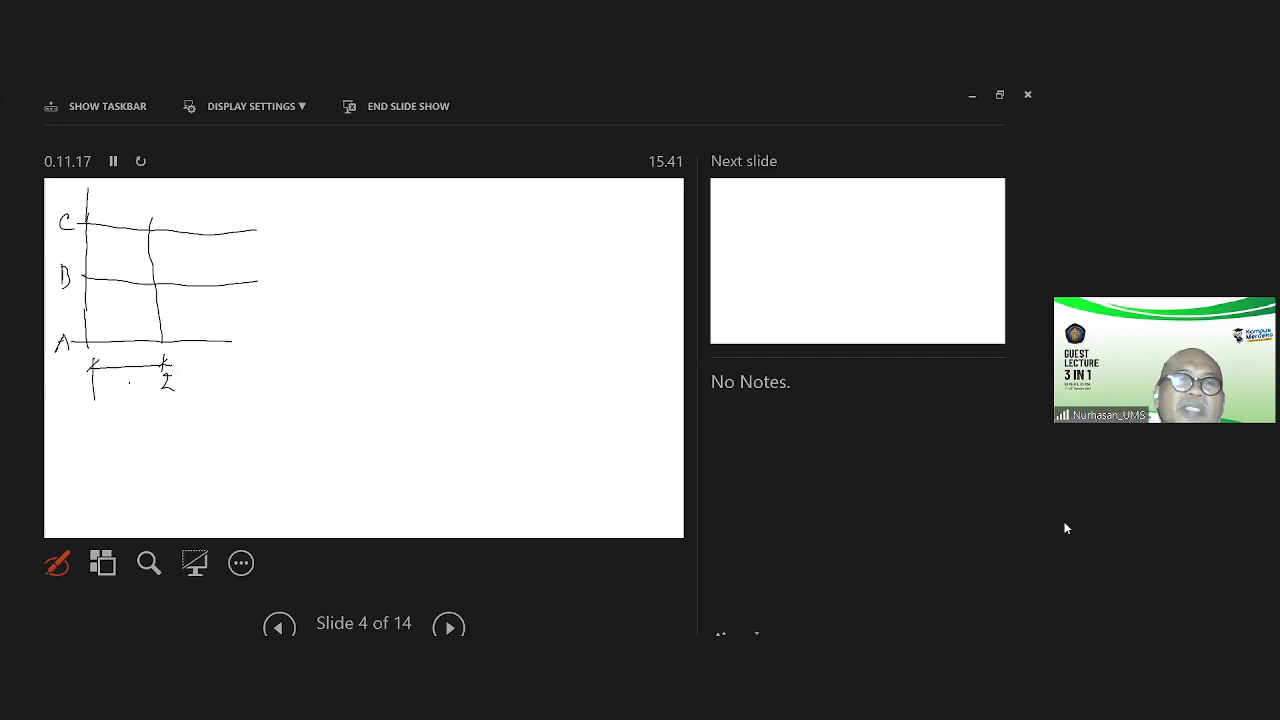 SHOW TASKBAR
DISPLAY SETTINGS ▼
END SLIDE SHOW
0.11.17
15.41
Next slide
C
B
A
1
2
No Notes.
GUEST
LECTURE
3 IN 1
Kampus
Merdeka
Nurhasan_UMS
Slide 4 of 14